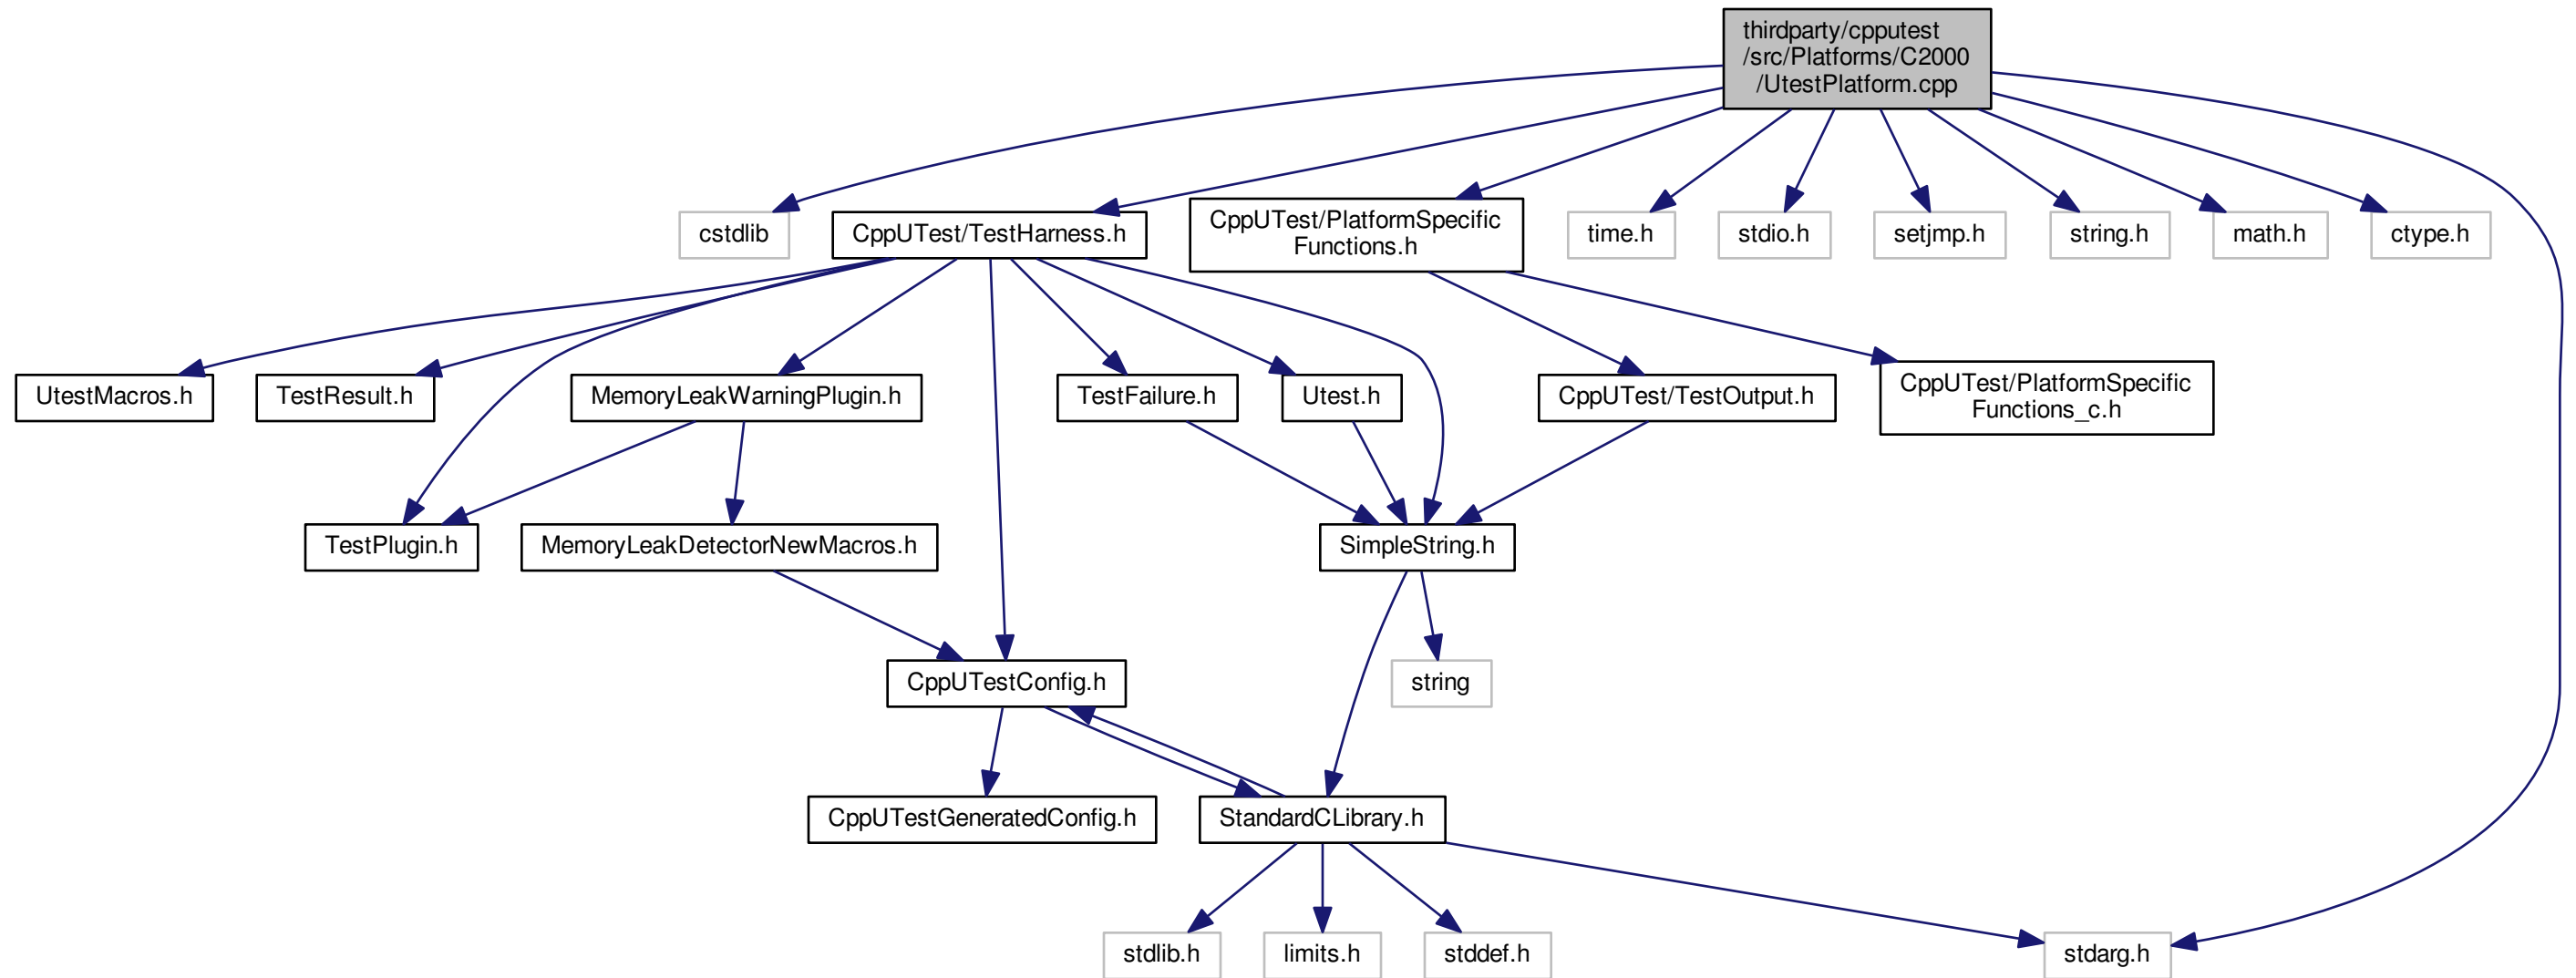 thirdparty/cpputest
/src/Platforms/C2000
/UtestPlatform.cpp
cstdlib
CppUTest/TestHarness.h
CppUTest/PlatformSpecific
Functions.h
time.h
stdio.h
setjmp.h
string.h
math.h
ctype.h
UtestMacros.h
TestResult.h
MemoryLeakWarningPlugin.h
TestFailure.h
Utest.h
CppUTest/TestOutput.h
CppUTest/PlatformSpecific
Functions_c.h
TestPlugin.h
MemoryLeakDetectorNewMacros.h
SimpleString.h
CppUTestConfig.h
string
CppUTestGeneratedConfig.h
StandardCLibrary.h
stdlib.h
limits.h
stddef.h
stdarg.h